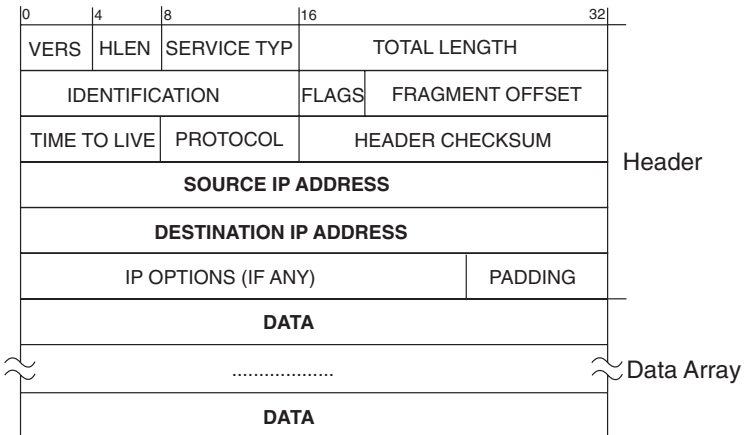 0 4 8 16 32
VERS HLEN SERVICE TYP TOTAL LENGTH
IDENTIFICATION FLAGS FRAGMENT OFFSET
TIME TO LIVE PROTOCOL HEADER CHECKSUM
Header
SOURCE IP ADDRESS
DESTINATION IP ADDRESS
IP OPTIONS (IF ANY) PADDING
DATA
................... Data Array
DATA